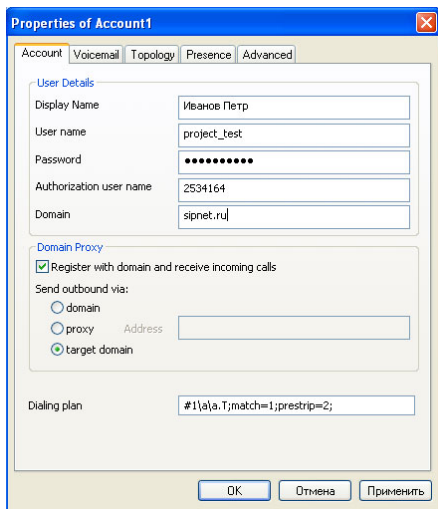 Properties of Account1
Account Voicemail Topology Presence Advanced
User Details
Display Name Иванов Петр
User name project_test
Password ●●●●●●●●●●
Authorization user name 2534164
Domain sipnet.ru
Domain Proxy
Register with domain and receive incoming calls
Send outbound via:
domain
proxy Address
target domain
Dialing plan #1\a\a.T;match=1;prestrip=2;
OK Отмена Применить